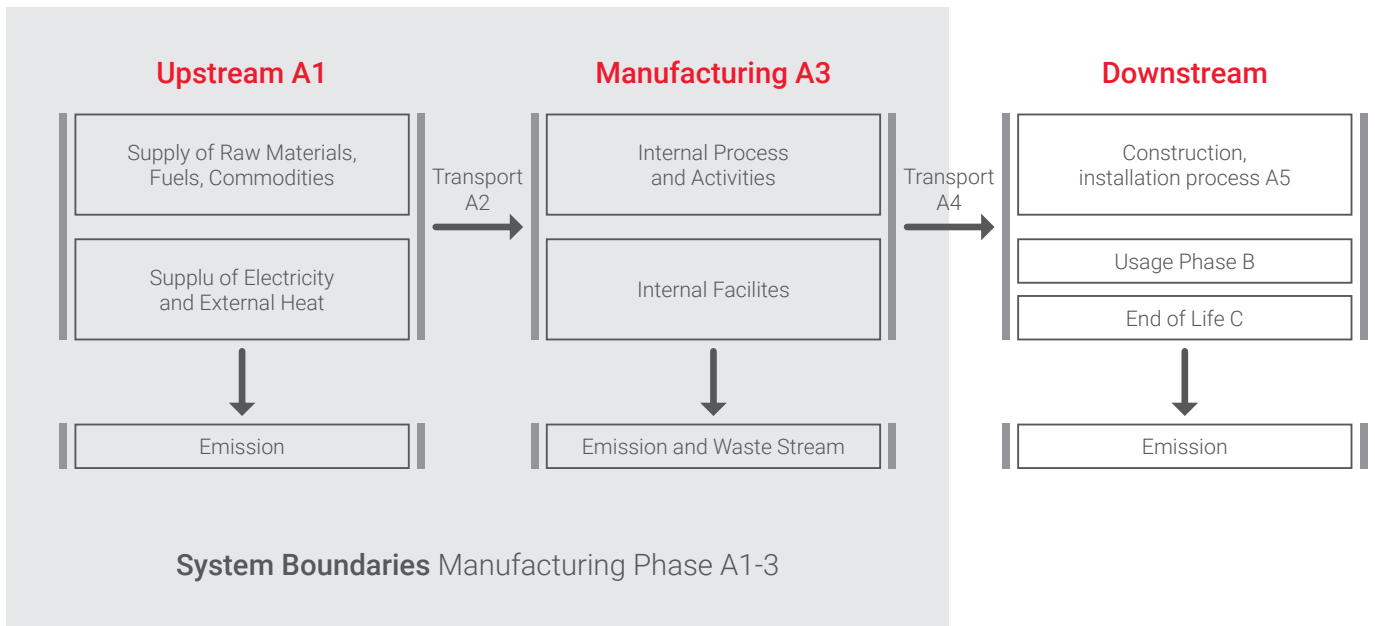 Upstream A1
Supply of Raw Materials,
Fuels, Commodities
Supplu of Electricity
and External Heat
Emission
Transport
A2
Manufacturing A3
Internal Process
and Activities
Internal Facilites
Emission and Waste Stream
Transport
A4
Downstream
Construction,
installation process A5
Usage Phase B
End of Life C
Emission
System Boundaries Manufacturing Phase A1-3